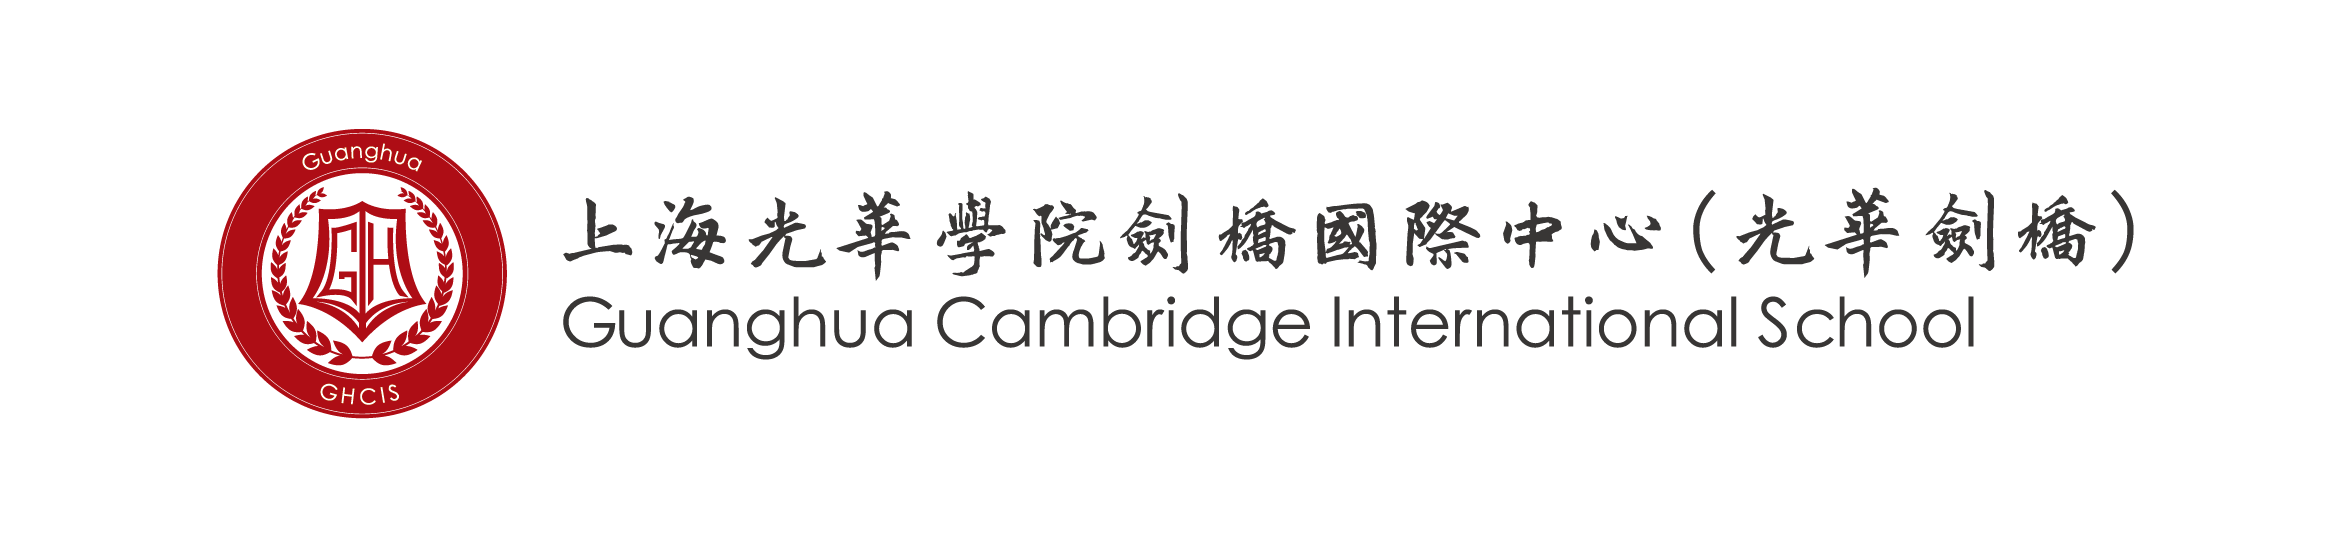 Guanghua
GH
GHCIS
上海光華學院劍橋國際中心(光華劍橋)
Guanghua Cambridge International School